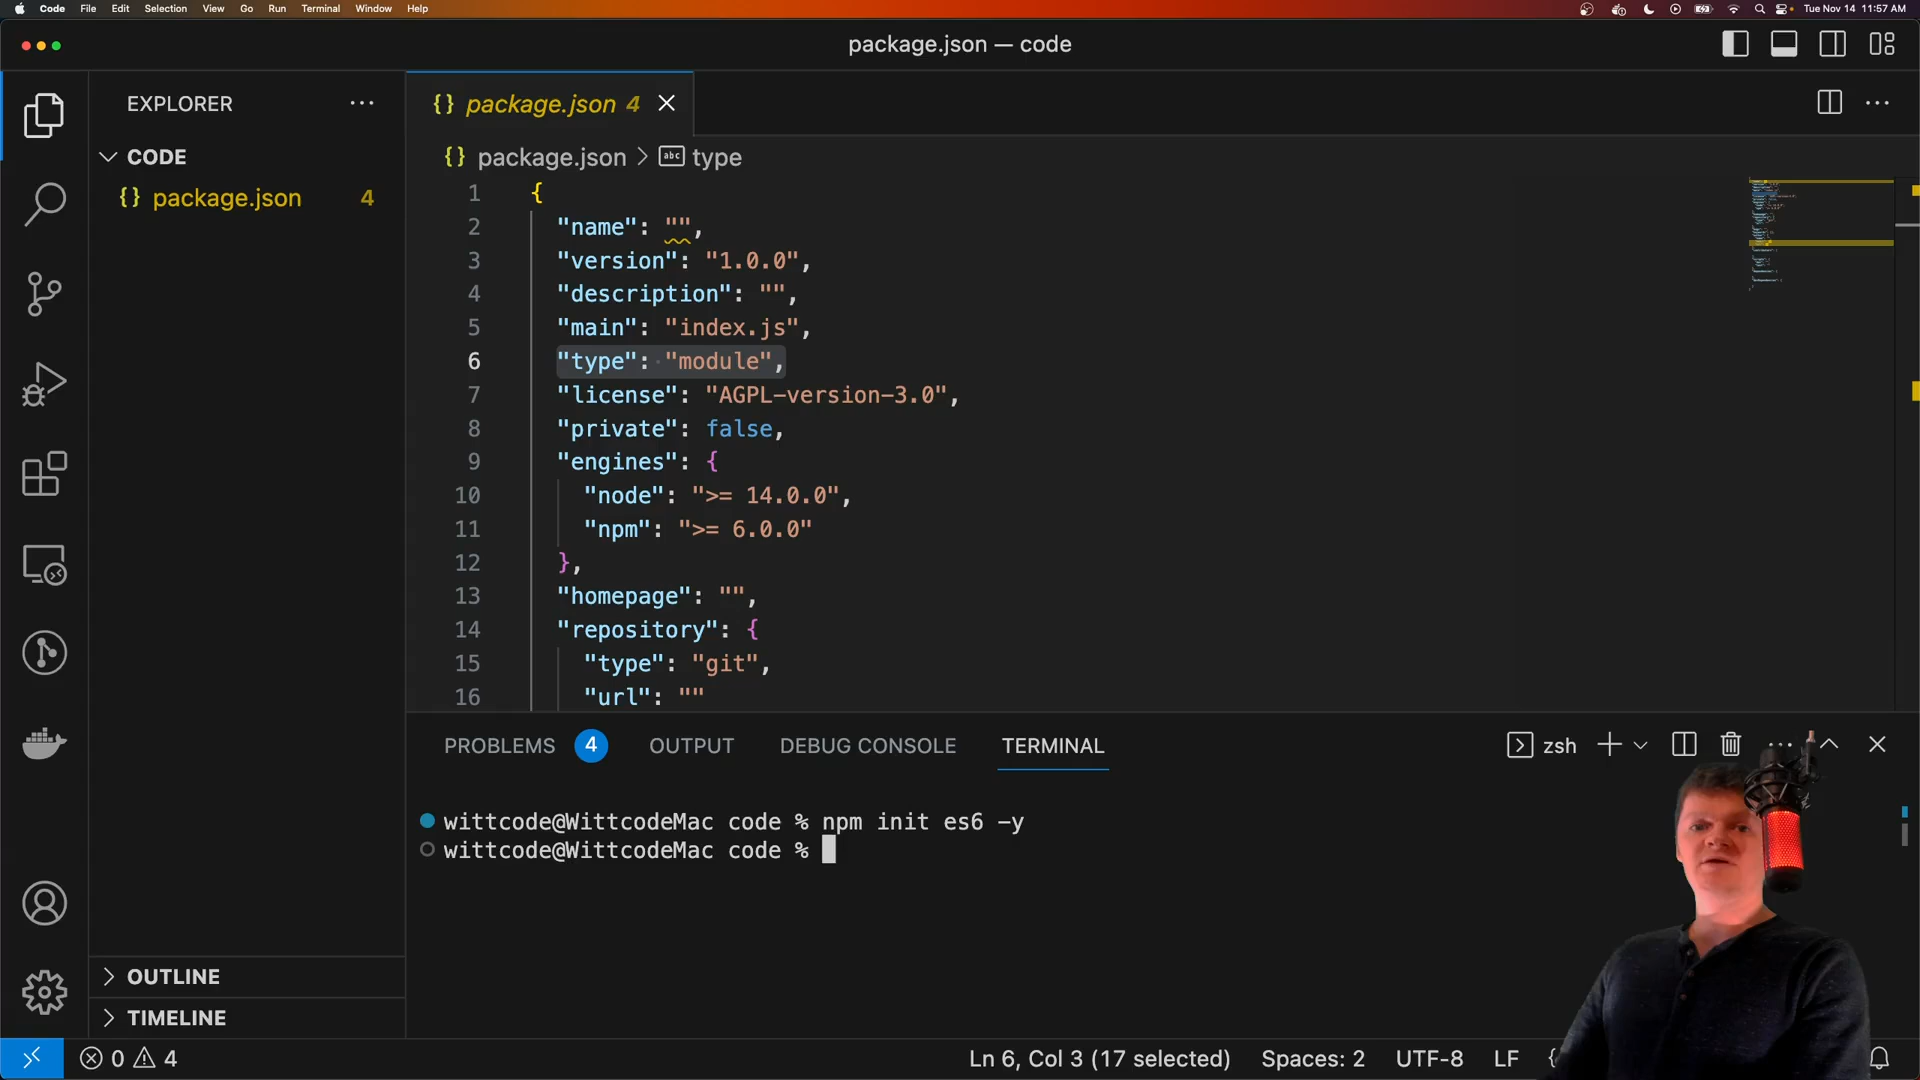 Code File Edit Selection View Go Run Terminal Window Help Tue Nov 14 11:57 AM
package.json — code
EXPLORER
CODE
{} package.json 4
{} package.json 4
{} package.json > abc type
1 {
2 "name": "",
3 "version": "1.0.0",
4 "description": "",
5 "main": "index.js",
6 "type": "module",
7 "license": "AGPL-version-3.0",
8 "private": false,
9 "engines": {
10 "node": ">= 14.0.0",
11 "npm": ">= 6.0.0"
12 },
13 "homepage": "",
14 "repository": {
15 "type": "git",
16 "url": ""
PROBLEMS 4 OUTPUT DEBUG CONSOLE TERMINAL zsh
wittcode@WittcodeMac code % npm init es6 -y
wittcode@WittcodeMac code %
OUTLINE
TIMELINE
0 4 Ln 6, Col 3 (17 selected) Spaces: 2 UTF-8 LF {